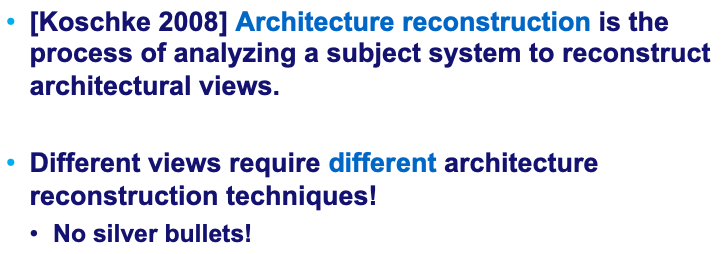 • [Koschke 2008] Architecture reconstruction is the
process of analyzing a subject system to reconstruct
architectural views.
• Different views require different architecture
reconstruction techniques!
• No silver bullets!